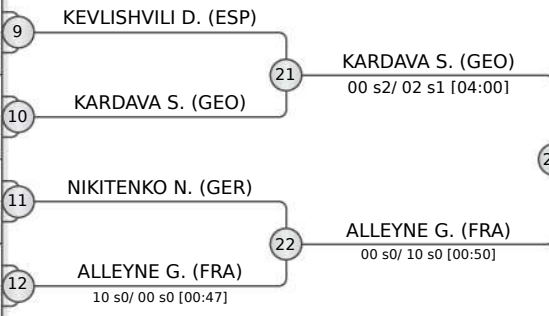 KEVLISHVILI D. (ESP)
9
KARDAVA S. (GEO)
21
00 s2/ 02 s1 [04:00]
KARDAVA S. (GEO)
10
NIKITENKO N. (GER)
11
ALLEYNE G. (FRA)
22
00 s0/ 10 s0 [00:50]
ALLEYNE G. (FRA)
12
10 s0/ 00 s0 [00:47]